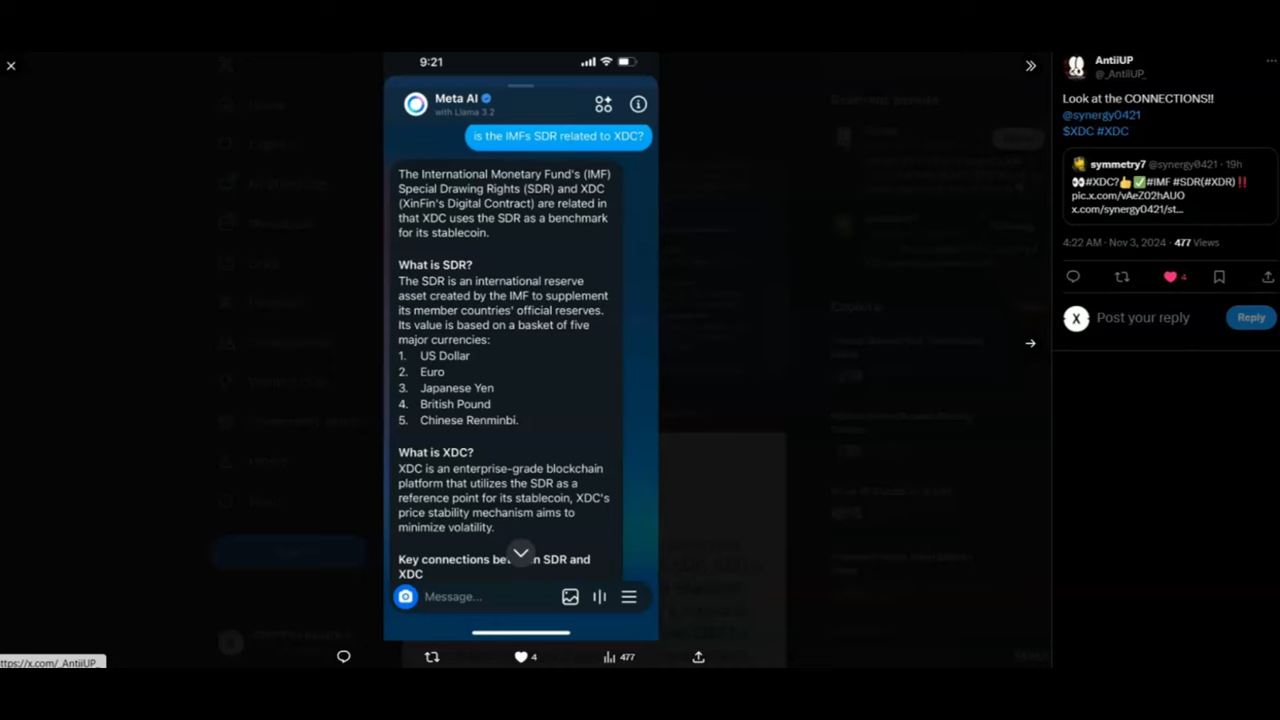 9:21
Meta AI
with Llama 3.2
is the IMFs SDR related to XDC?
The International Monetary Fund's (IMF)
Special Drawing Rights (SDR) and XDC
(XinFin's Digital Contract) are related in
that XDC uses the SDR as a benchmark
for its stablecoin.
What is SDR?
The SDR is an international reserve
asset created by the IMF to supplement
its member countries' official reserves.
Its value is based on a basket of five
major currencies:
1. US Dollar
2. Euro
3. Japanese Yen
4. British Pound
5. Chinese Renminbi.
What is XDC?
XDC is an enterprise-grade blockchain
platform that utilizes the SDR as a
reference point for its stablecoin, XDC's
price stability mechanism aims to
minimize volatility.
Key connections be n SDR and
XDC
Message...
4
477
AntiiUP
@_AntiiUP_
Look at the CONNECTIONS!!
@synergy0421
$XDC #XDC
symmetry7 @synergy0421 · 19h
👀#XDC?👍✅#IMF #SDR(#XDR)‼️
pic.x.com/vAeZ02hAUO
x.com/synergy0421/st...
4:22 AM · Nov 3, 2024 · 477 Views
4
X
Post your reply
Reply
ttps://x.com/_AntiiUP_